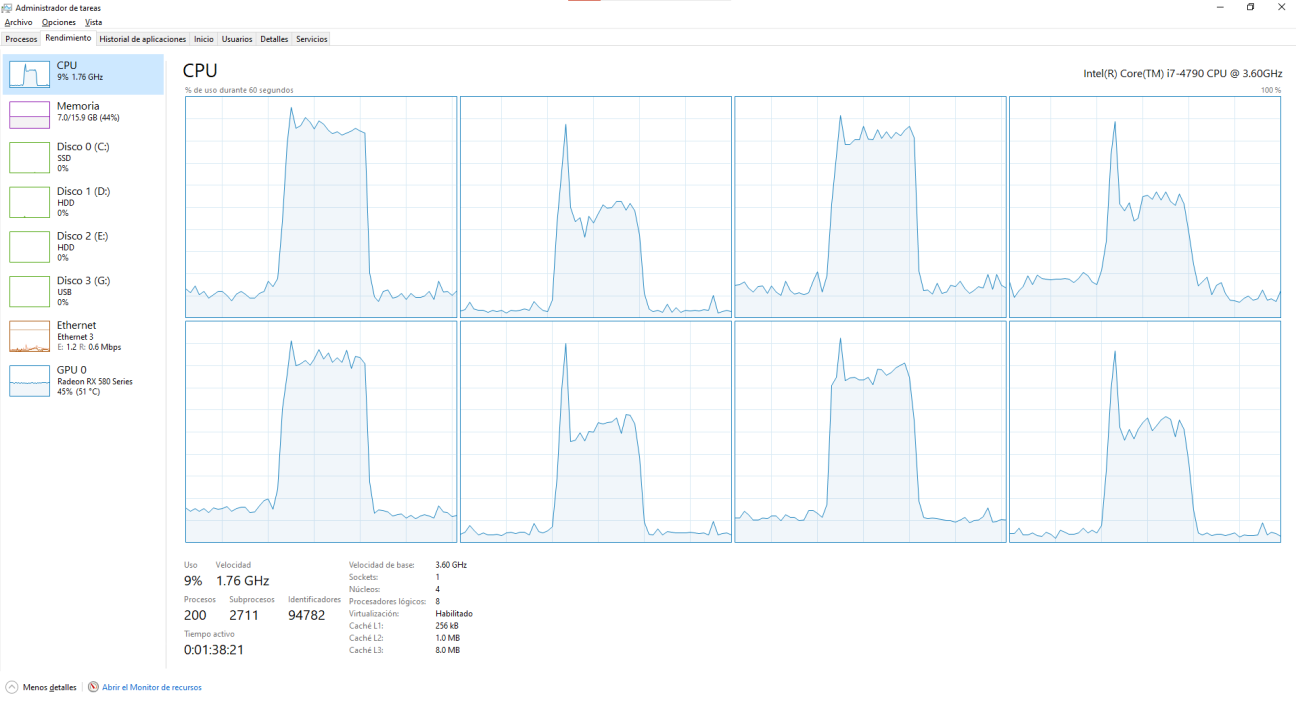 Administrador de tareas
Archivo Opciones Vista
Procesos Rendimiento Historial de aplicaciones Inicio Usuarios Detalles Servicios
CPU
9% 1.76 GHz
Memoria
7.0/15.9 GB (44%)
Disco 0 (C:)
SSD
0%
Disco 1 (D:)
HDD
0%
Disco 2 (E:)
HDD
0%
Disco 3 (G:)
USB
0%
Ethernet
Ethernet 3
E: 1.2 R: 0.6 Mbps
GPU 0
Radeon RX 580 Series
45% (51 °C)
CPU
Intel(R) Core(TM) i7-4790 CPU @ 3.60GHz
% de uso durante 60 segundos
100 %
Uso Velocidad
9% 1.76 GHz
Procesos Subprocesos Identificadores
200 2711 94782
Tiempo activo
0:01:38:21
Velocidad de base: 3.60 GHz
Sockets: 1
Núcleos: 4
Procesadores lógicos: 8
Virtualización: Habilitado
Caché L1: 256 kB
Caché L2: 1.0 MB
Caché L3: 8.0 MB
Menos detalles
Abrir el Monitor de recursos